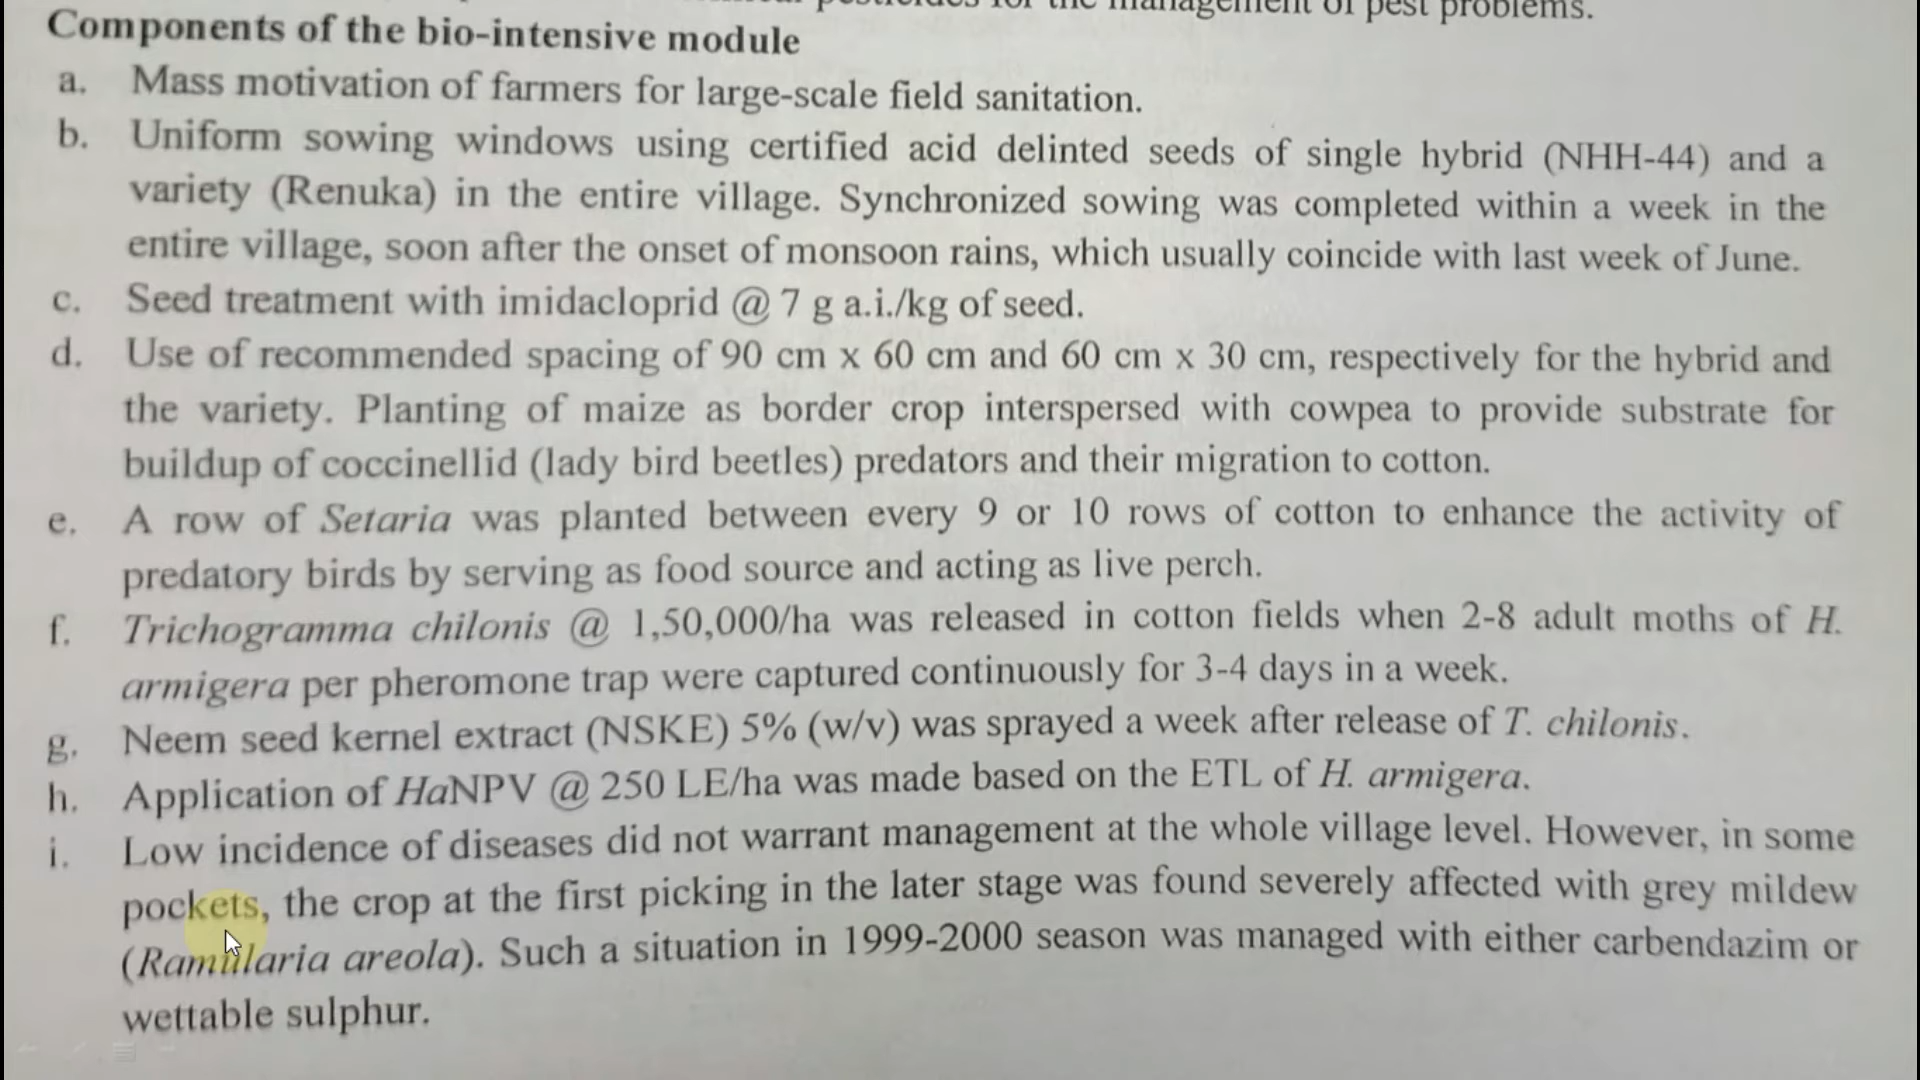 pesticides for the management of pest problems.
Components of the bio-intensive module
a. Mass motivation of farmers for large-scale field sanitation.
b. Uniform sowing windows using certified acid delinted seeds of single hybrid (NHH-44) and a
variety (Renuka) in the entire village. Synchronized sowing was completed within a week in the
entire village, soon after the onset of monsoon rains, which usually coincide with last week of June.
c. Seed treatment with imidacloprid @ 7 g a.i./kg of seed.
d. Use of recommended spacing of 90 cm x 60 cm and 60 cm x 30 cm, respectively for the hybrid and
the variety. Planting of maize as border crop interspersed with cowpea to provide substrate for
buildup of coccinellid (lady bird beetles) predators and their migration to cotton.
e. A row of Setaria was planted between every 9 or 10 rows of cotton to enhance the activity of
predatory birds by serving as food source and acting as live perch.
f. Trichogramma chilonis @ 1,50,000/ha was released in cotton fields when 2-8 adult moths of H.
armigera per pheromone trap were captured continuously for 3-4 days in a week.
g. Neem seed kernel extract (NSKE) 5% (w/v) was sprayed a week after release of T. chilonis.
h. Application of HaNPV @ 250 LE/ha was made based on the ETL of H. armigera.
i. Low incidence of diseases did not warrant management at the whole village level. However, in some
pockets, the crop at the first picking in the later stage was found severely affected with grey mildew
(Ramularia areola). Such a situation in 1999-2000 season was managed with either carbendazim or
wettable sulphur.